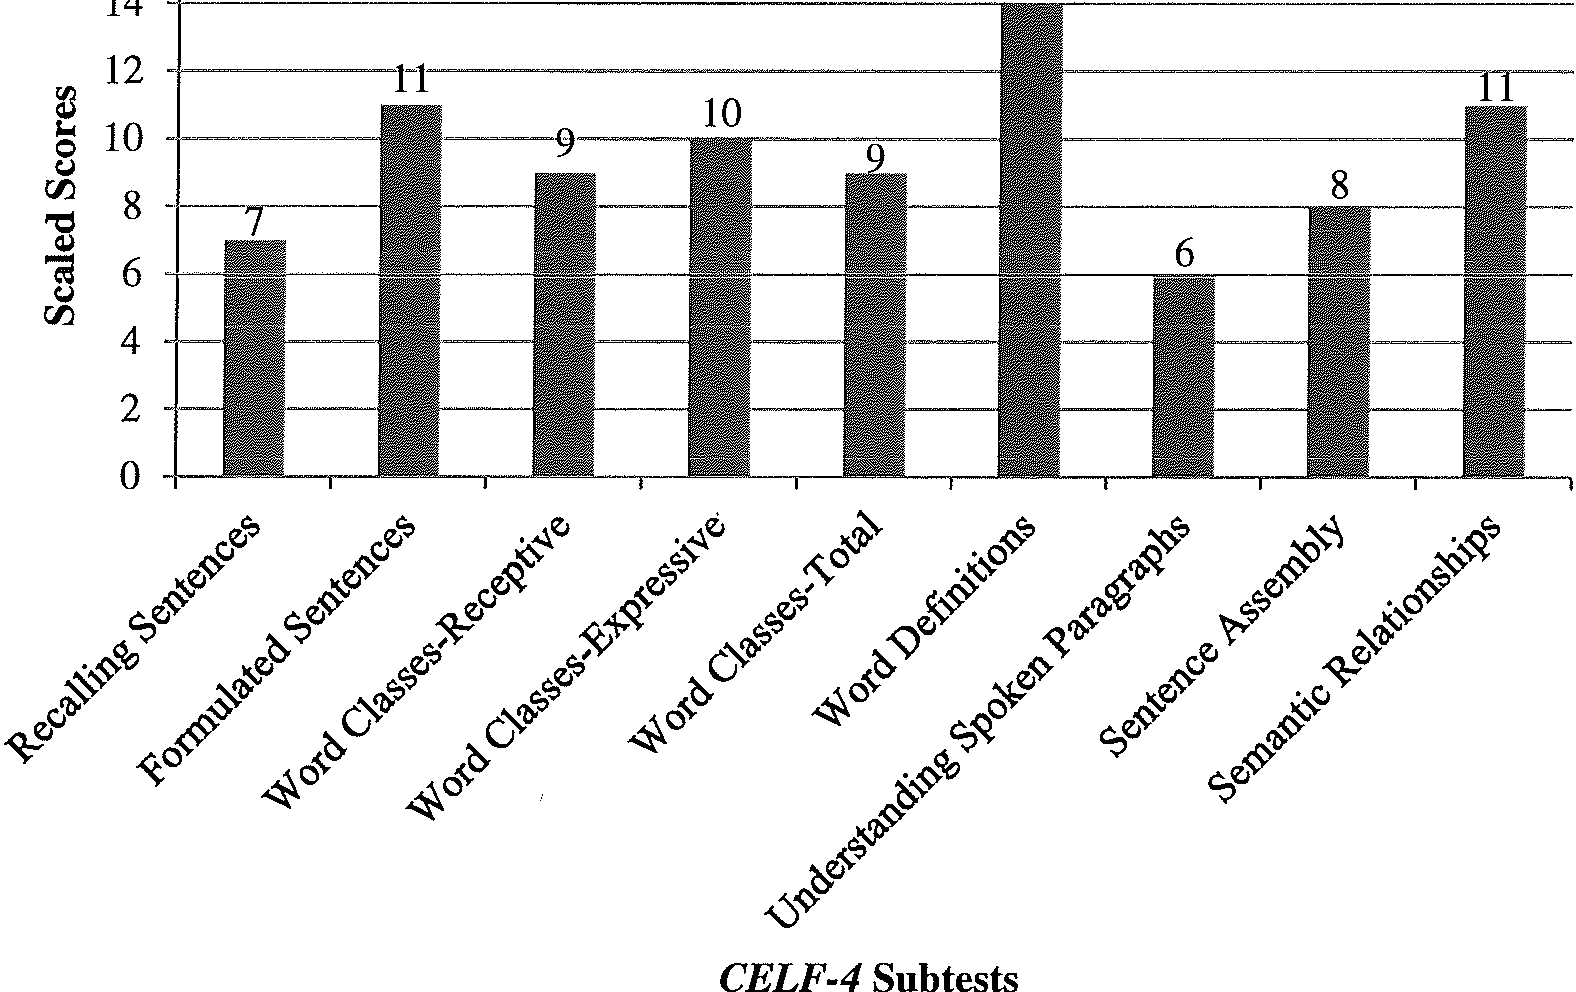 14
12
10
8
6
4
2
0
Scaled Scores
7
11
9
10
9
6
8
11
Recalling Sentences
Formulated Sentences
Word Classes-Receptive
Word Classes-Expressive
Word Classes-Total
Word Definitions
Understanding Spoken Paragraphs
Sentence Assembly
Semantic Relationships
CELF-4 Subtests